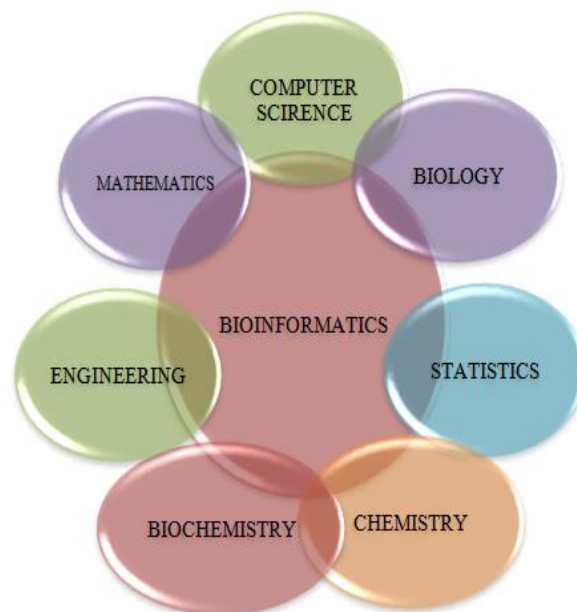 COMPUTER
SCIRENCE
MATHEMATICS
BIOLOGY
BIOINFORMATICS
ENGINEERING
STATISTICS
BIOCHEMISTRY
CHEMISTRY